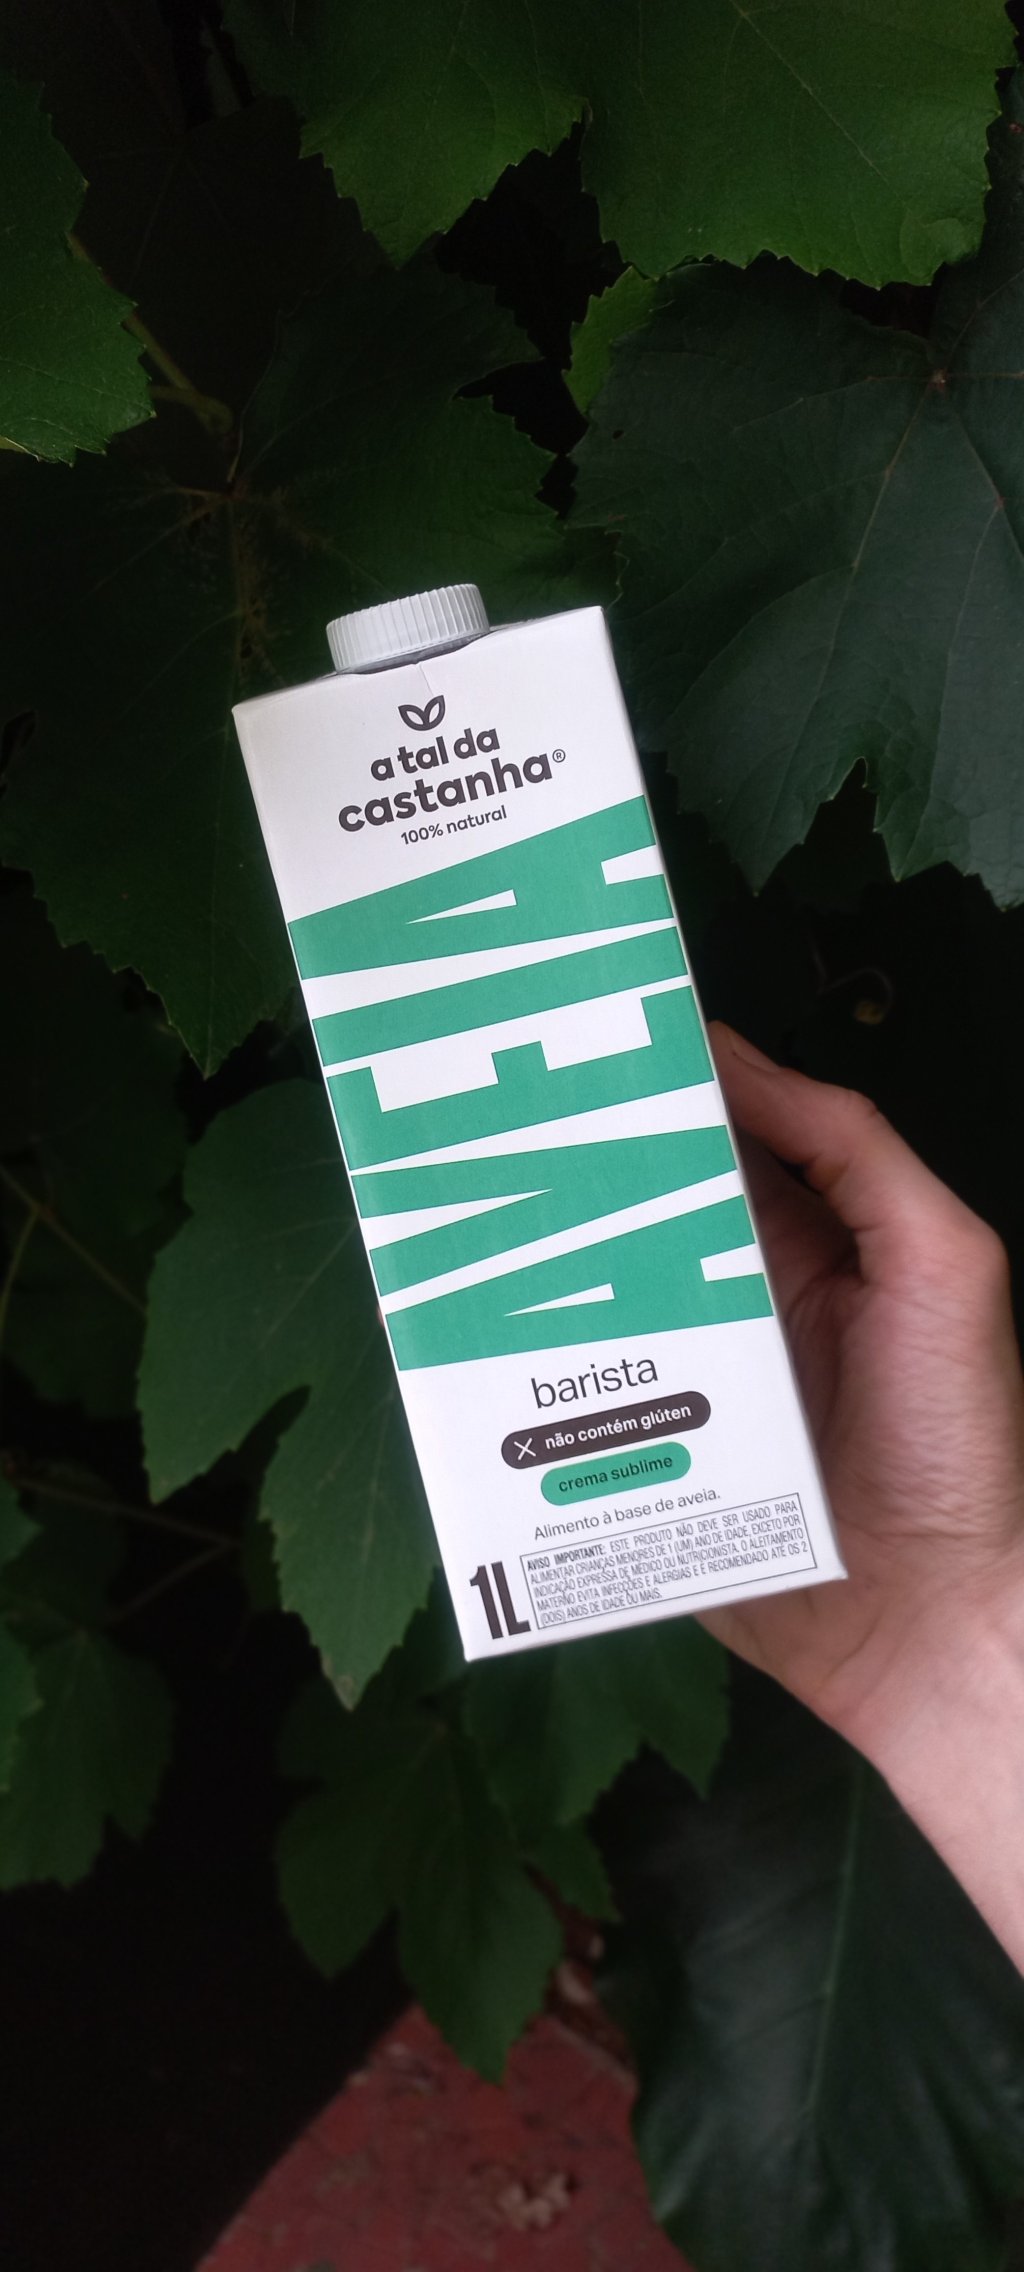 a tal da
castanha®
100% natural
AVEIA
barista
não contém glúten
crema sublime
Alimento à base de aveia.
1L
AVISO IMPORTANTE: ESTE PRODUTO NÃO DEVE SER USADO PARA
ALIMENTAR CRIANÇAS MENORES DE 1 (UM) ANO DE IDADE, EXCETO POR
INDICAÇÃO EXPRESSA DE MÉDICO OU NUTRICIONISTA. O ALEITAMENTO
MATERNO EVITA INFECÇÕES E ALERGIAS E É RECOMENDADO ATÉ OS 2
(DOIS) ANOS DE IDADE OU MAIS.